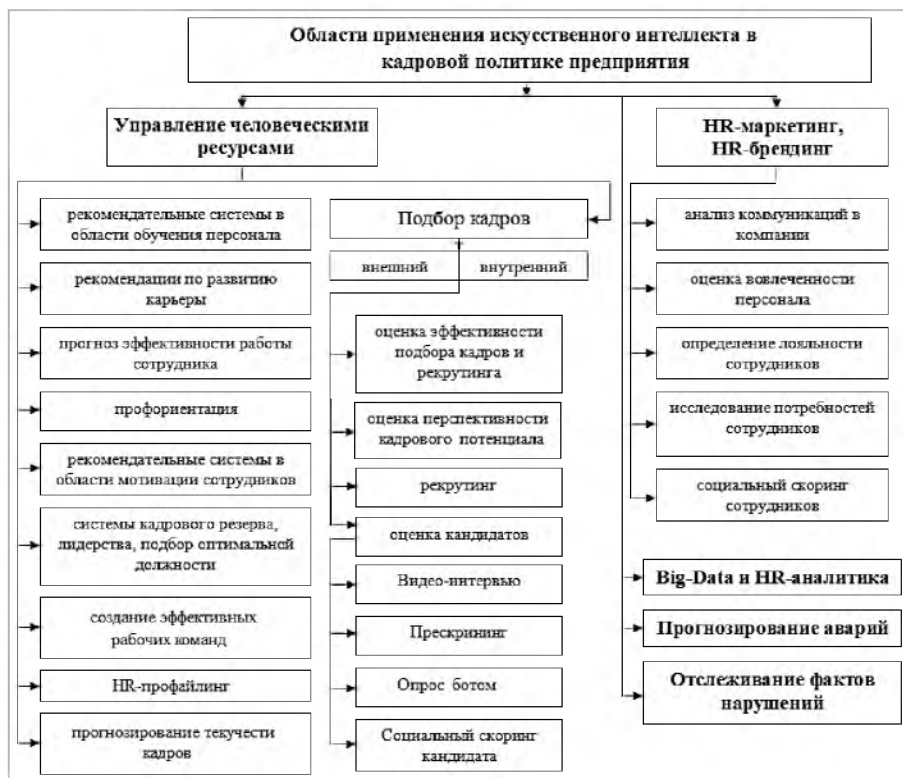 Области применения искусственного интеллекта в
кадровой политике предприятия
Управление человеческими
ресурсами
рекомендательные системы в
области обучения персонала
рекомендации по развитию
карьеры
прогноз эффективности работы
сотрудника
профориентация
рекомендательные системы в
области мотивации сотрудников
системы кадрового резерва,
лидерства, подбор оптимальной
должности
создание эффективных
рабочих команд
HR-профайлинг
прогнозирование текучести
кадров
Подбор кадров
внешний
внутренний
оценка эффективности
подбора кадров и
рекрутинга
оценка перспективности
кадрового потенциала
рекрутинг
оценка кандидатов
Видео-интервью
Прескрининг
Опрос ботом
Социальный скоринг
кандидата
HR-маркетинг,
HR-брендинг
анализ коммуникаций в
компании
оценка вовлеченности
персонала
определение лояльности
сотрудников
исследование потребностей
сотрудников
социальный скоринг
сотрудников
Big-Data и HR-аналитика
Прогнозирование аварий
Отслеживание фактов
нарушений